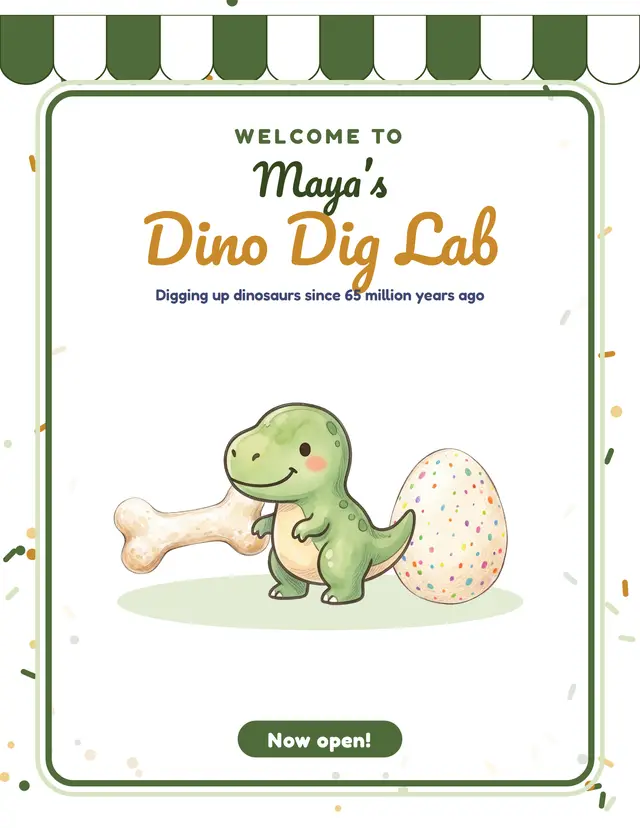 WELCOME TO
Maya's
Dino Dig Lab
Digging up dinosaurs since 65 million years ago
Now open!